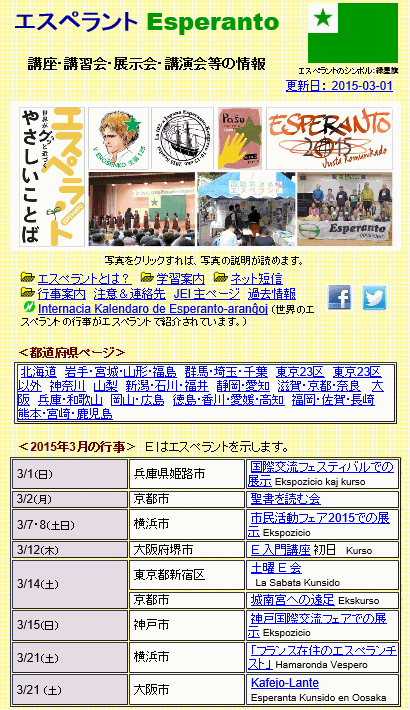 エスペラント Esperanto
講座・講習会・展示会・講演会等の情報
エスペラントのシンボル：緑星旗
更新日： 2015-03-01
世界がぐっと近づく
やさしいことば
エスペラント
Paŝo
ESPERANTO
2015
Justa Komunikado
Esperanto
写真をクリックすれば、写真の説明が読めます。
エスペラントとは？ 学習案内 ネット短信
行事案内 注意＆連絡先 JEI主ページ 過去情報
Internacia Kalendaro de Esperanto-aranĝoj (世界のエ
スペラントの行事がエスペラントで紹介されています。)
＜都道府県ページ＞
北海道 岩手・宮城・山形・福島 群馬・埼玉・千葉 東京23区 東京23区
以外 神奈川 山梨 新潟・石川・福井 静岡・愛知 滋賀・京都・奈良 大
阪 兵庫・和歌山 岡山・広島 徳島・香川・愛媛・高知 福岡・佐賀・長崎
熊本・宮崎・鹿児島
＜2015年3月の行事＞ Ｅはエスペラントを示します。
3/1(日) 兵庫県姫路市 国際交流フェスティバルでの
展示 Ekspozicio kaj kurso
3/2(月) 京都市 聖書を読む会
3/7・8(土日) 横浜市 市民活動フェア2015での展
示 Ekspozicio
3/12(木) 大阪府堺市 Ｅ入門講座 初日 Kurso
3/14(土) 東京都新宿区 土曜Ｅ会
La Sabata Kunsido
京都市 城南宮への遠足 Ekskurso
3/15(日) 神戸市 神戸国際交流フェアでの展
示 Ekspozicio
3/21(土) 横浜市 「フランス在住のエスペランチ
スト」 Hamaronda Vespero
3/21 (土) 大阪市 Kafejo-Lante
Esperanta Kunsido en Oosaka